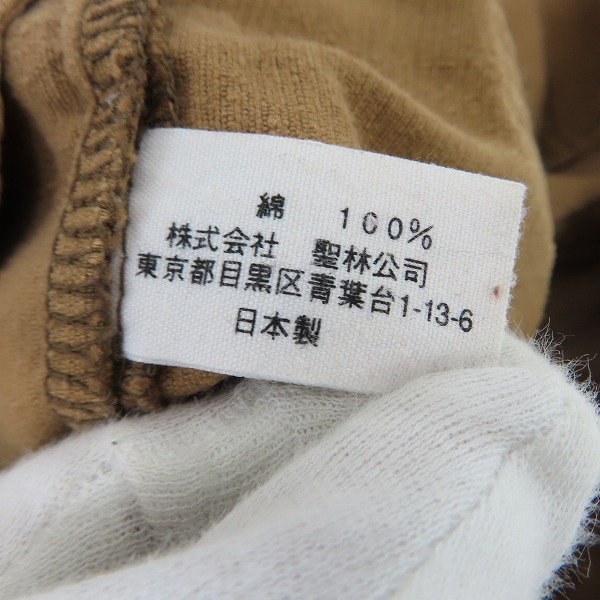 綿 100%
株式会社 聖林公司
東京都目黒区青葉台1-13-6
日本製